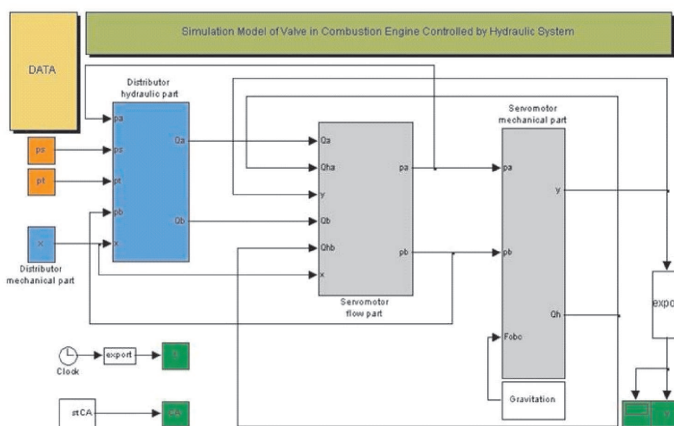 Simulation Model of Valve in Combustion Engine Controlled by Hydraulic System
DATA
Distributor
hydraulic part
pa
ps
pt
pb
x
Qa
Qb
ps
pt
x
Distributor
mechanical part
Qa
Qha
y
Qb
Qhb
x
pa
pb
Servomotor
flow part
Servomotor
mechanical part
pa
pb
Fobc
y
Qh
Gravitation
expo
Clock
export
stCA